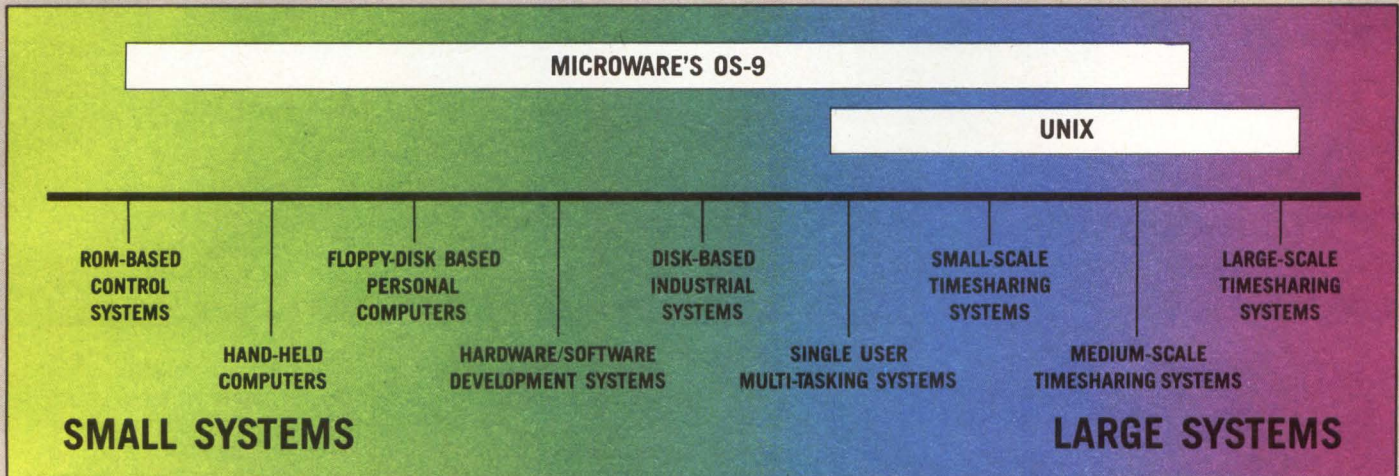 MICROWARE'S OS-9
UNIX
ROM-BASED
CONTROL
SYSTEMS
HAND-HELD
COMPUTERS
FLOPPY-DISK BASED
PERSONAL
COMPUTERS
HARDWARE/SOFTWARE
DEVELOPMENT SYSTEMS
DISK-BASED
INDUSTRIAL
SYSTEMS
SINGLE USER
MULTI-TASKING SYSTEMS
SMALL-SCALE
TIMESHARING
SYSTEMS
MEDIUM-SCALE
TIMESHARING SYSTEMS
LARGE-SCALE
TIMESHARING
SYSTEMS
SMALL SYSTEMS
LARGE SYSTEMS